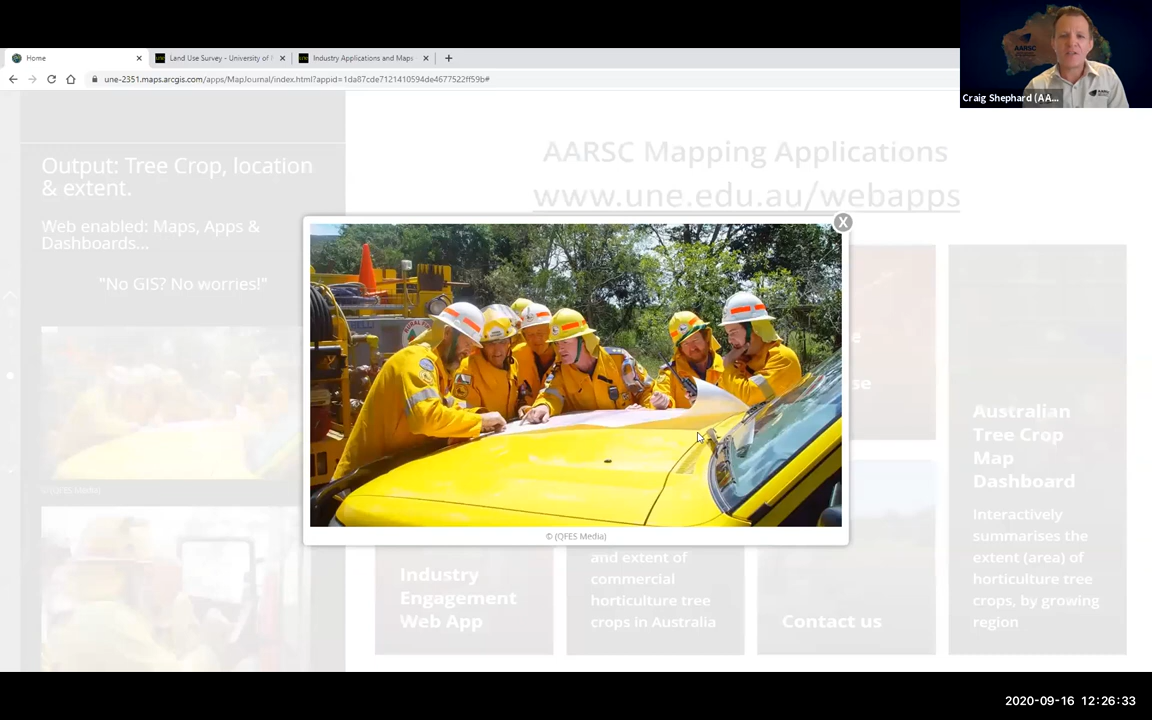 Home
Land Use Survey - University of
Industry Applications and Maps
une-2351.maps.arcgis.com/apps/MapJournal/index.html?appid=1da87cde7121410594de4677522ff59b#
AARSC
Craig Shephard (AA...
Output: Tree Crop, location
& extent.
Web enabled: Maps, Apps &
Dashboards...
"No GIS? No worries!"
AARSC Mapping Applications
www.une.edu.au/webapps
X
© (QFES Media)
© (QFES Media)
Industry
Engagement
Web App
and extent of
commercial
horticulture tree
crops in Australia
Contact us
Australian
Tree Crop
Map
Dashboard
Interactively
summarises the
extent (area) of
horticulture tree
crops, by growing
region
2020-09-16 12:26:33